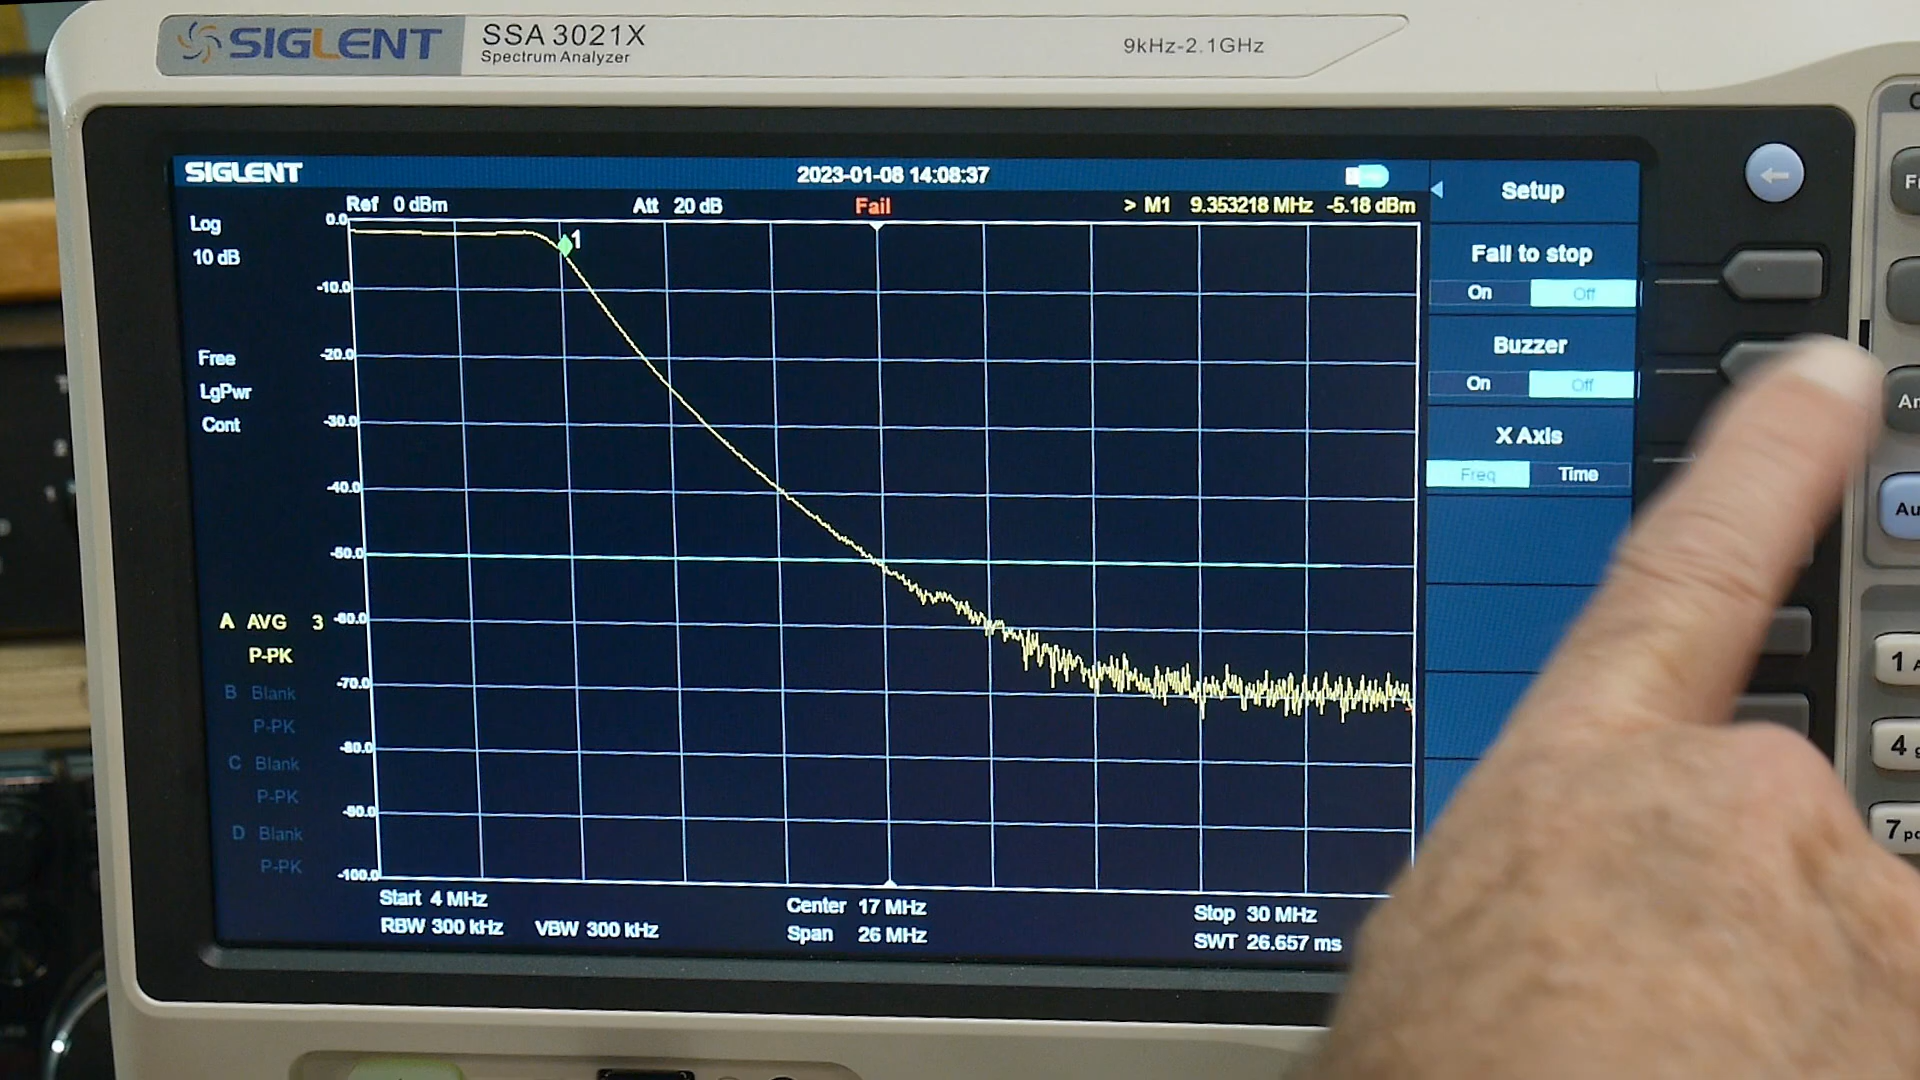 SIGLENT
SSA 3021X
Spectrum Analyzer
9kHz-2.1GHz
SIGLENT
2023-01-08 14:08:37
Setup
Ref 0 dBm
Att 20 dB
Fail
> M1 9.353218 MHz -5.18 dBm
Log
10 dB
Free
LgPwr
Cont
0.0
-10.0
-20.0
-30.0
-40.0
-50.0
-60.0
-70.0
-80.0
-90.0
-100.0
1
A AVG 3
P-PK
B Blank
P-PK
C Blank
P-PK
D Blank
P-PK
Start 4 MHz
RBW 300 kHz
VBW 300 kHz
Center 17 MHz
Span 26 MHz
Stop 30 MHz
SWT 26.657 ms
Fail to stop
On Off
Buzzer
On Off
X Axis
Freq Time
Au
1
4
7